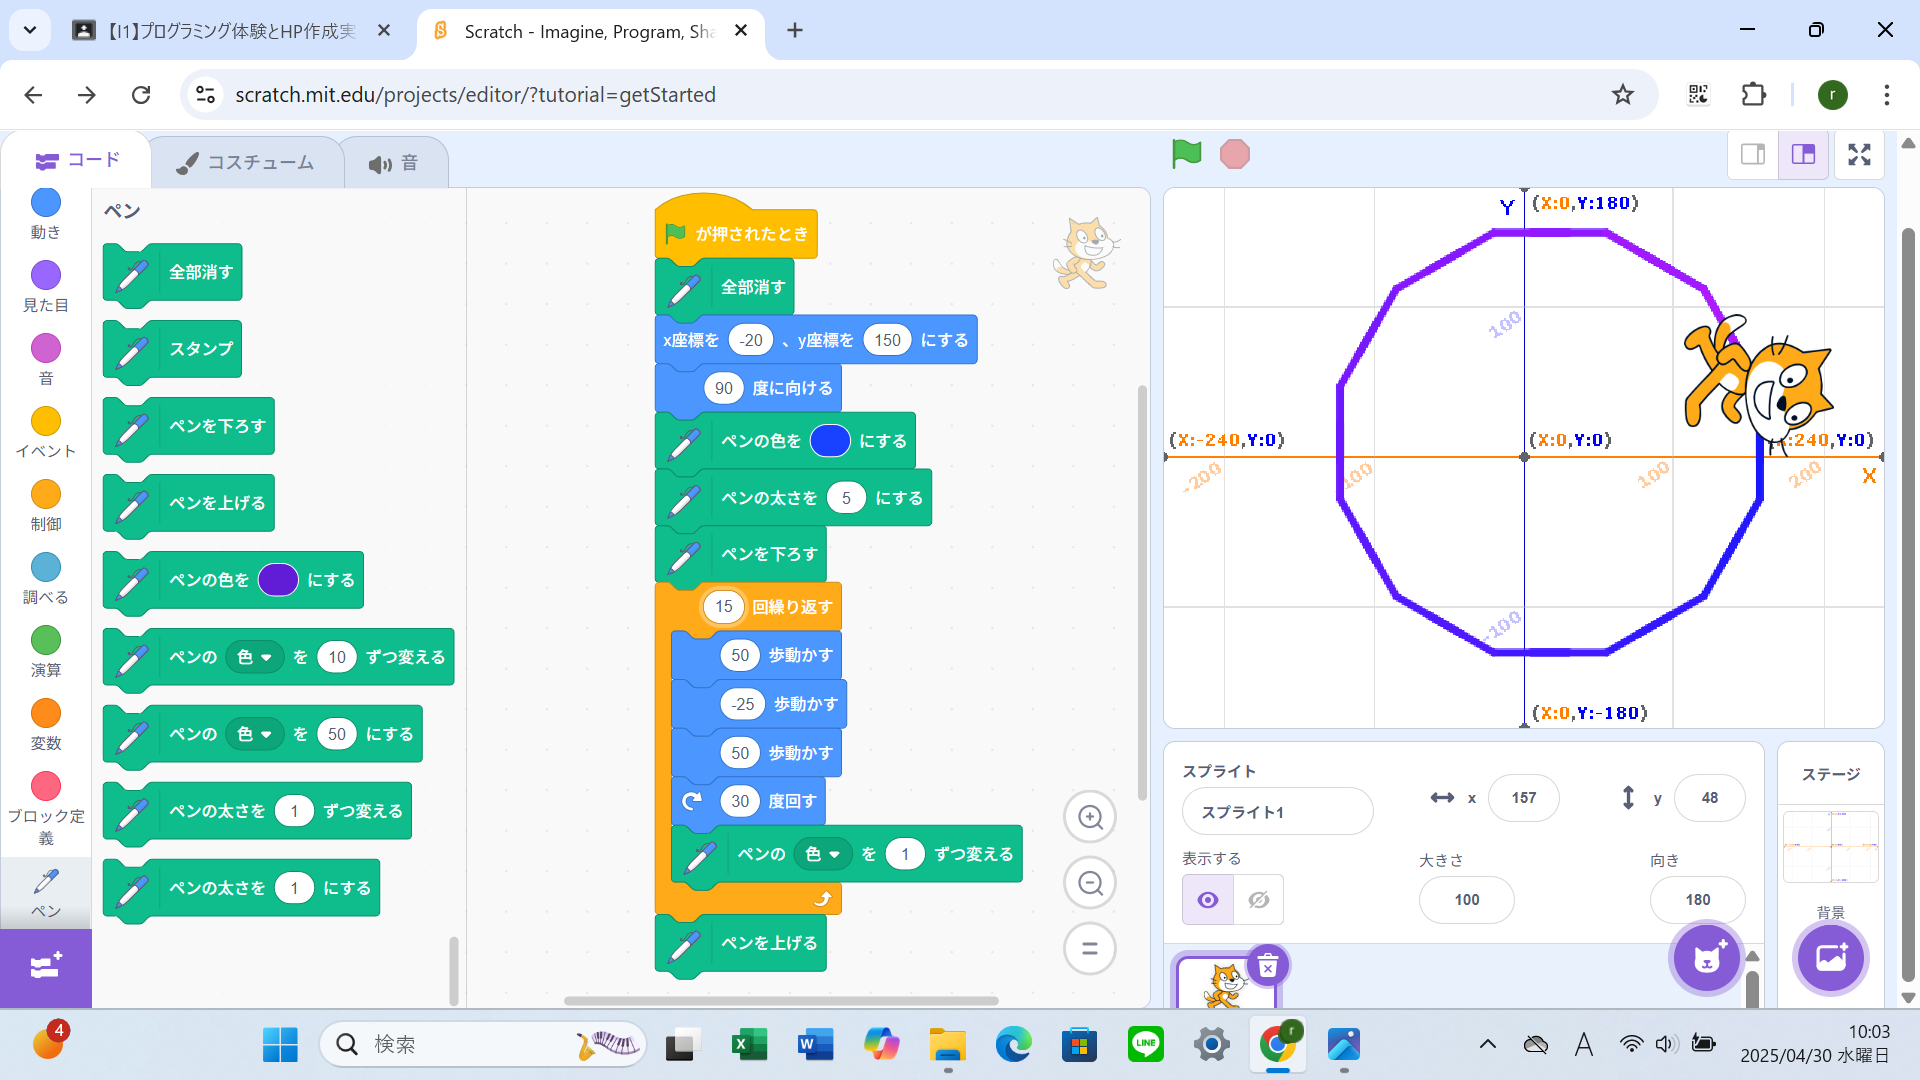 【I1】プログラミング体験とHP作成実
Scratch - Imagine, Program, Sha
scratch.mit.edu/projects/editor/?tutorial=getStarted
r
コード
コスチューム
音
動き
見た目
音
イベント
制御
調べる
演算
変数
ブロック定
義
ペン
ペン
全部消す
スタンプ
ペンを下ろす
ペンを上げる
ペンの色を にする
ペンの 色 を 10 ずつ変える
ペンの 色 を 50 にする
ペンの太さを 1 ずつ変える
ペンの太さを 1 にする
が押されたとき
全部消す
x座標を -20 、y座標を 150 にする
90 度に向ける
ペンの色を にする
ペンの太さを 5 にする
ペンを下ろす
15 回繰り返す
50 歩動かす
-25 歩動かす
50 歩動かす
30 度回す
ペンの 色 を 1 ずつ変える
ペンを上げる
Y (X:0,Y:180)
100
(X:-240,Y:0) (X:0,Y:0) :240,Y:0)
-200 100 100 200 X
-100
(X:0,Y:-180)
スプライト
スプライト1
x 157
y 48
表示する
大きさ
100
向き
180
ステージ
背景
4
検索
LINE
r
A
10:03
2025/04/30 水曜日